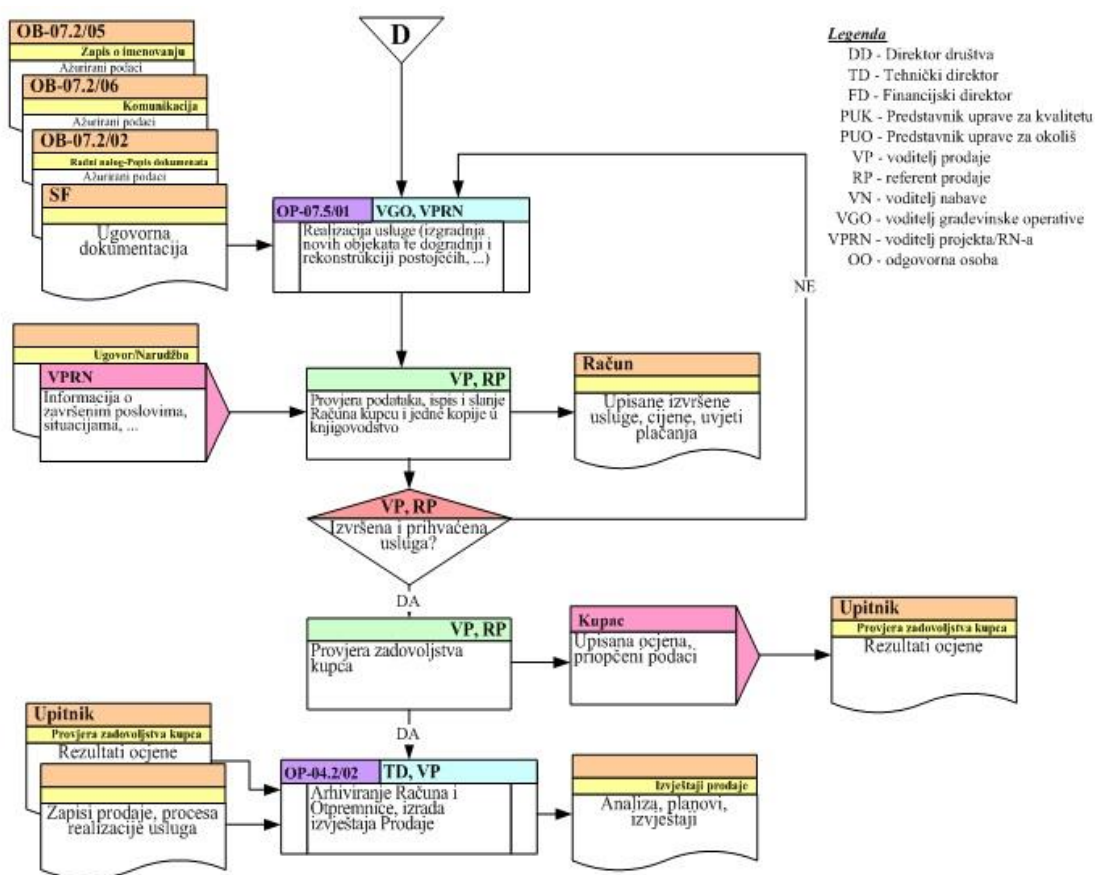 D
OB-07.2/05
Zapis o imenovanju
Ažurirani podaci
OB-07.2/06
Komunikacija
Ažurirani podaci
OB-07.2/02
Radni nalog-Popis dokumenata
Ažurirani podaci
SF
Ugovorna
dokumentacija
Legenda
DD - Direktor društva
TD - Tehnički direktor
FD - Financijski direktor
PUK - Predstavnik uprave za kvalitetu
PUO - Predstavnik uprave za okoliš
VP - voditelj prodaje
RP - referent prodaje
VN - voditelj nabave
VGO - voditelj građevinske operative
VPRN - voditelj projekta/RN-a
OO - odgovorna osoba
OP-07.5/01 VGO, VPRN
Realizacija usluge (izgradnja
novih objekata te dogradnji i
rekonstrukciji postojećih, ...)
NE
Ugovor/Narudžba
VPRN
Informacija o
završenim poslovima,
situacijama, ...
VP, RP
Provjera podataka, ispis i slanje
Računa kupcu i jedne kopije u
knjigovodstvo
Račun
Upisane izvršene
usluge, cijene, uvjeti
plačanja
VP, RP
Izvršena i prihvaćena
usluga?
DA
VP, RP
Provjera zadovoljstva
kupca
Kupac
Upisana ocjena,
priopčeni podaci
Upitnik
Provjera zadovoljstva kupca
Rezultati ocjene
DA
Upitnik
Provjera zadovoljstva kupca
Rezultati ocjene
Zapisi prodaje, procesa
realizacije usluga
OP-04.2/02 TD, VP
Arhiviranje Računa i
Otpremnice, izrada
izvještaja Prodaje
Izvještaji prodaje
Analiza, planovi,
izvještaji